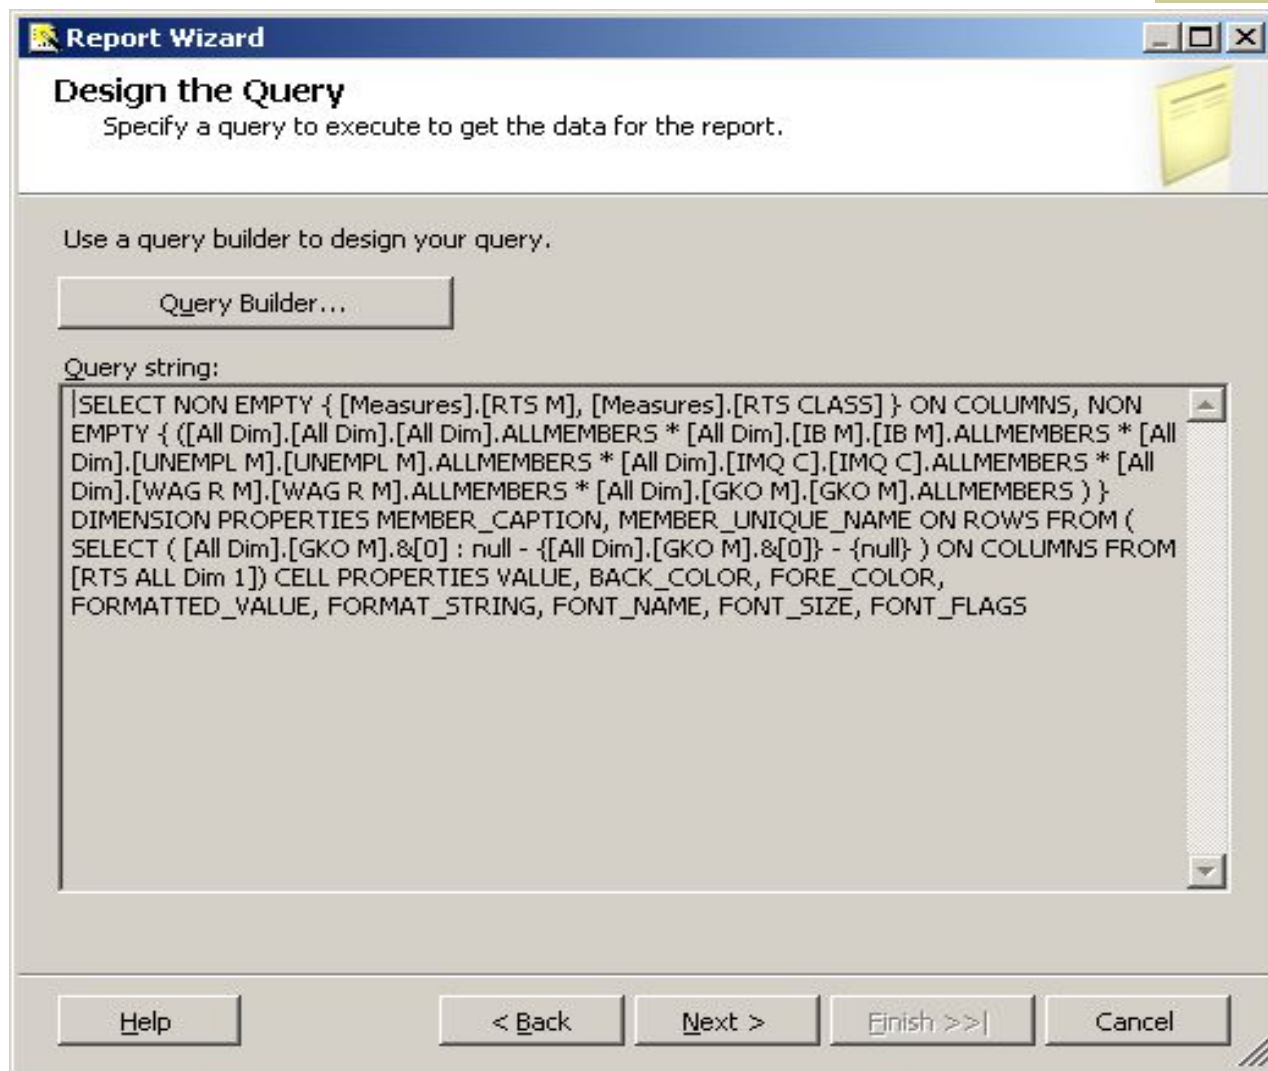 Report Wizard
Design the Query
Specify a query to execute to get the data for the report.
Use a query builder to design your query.
Query Builder...
Query string:
SELECT NON EMPTY { [Measures].[RTS M], [Measures].[RTS CLASS] } ON COLUMNS, NON
EMPTY { ([All Dim].[All Dim].[All Dim].ALLMEMBERS * [All Dim].[IB M].[IB M].ALLMEMBERS * [All
Dim].[UNEMPL M].[UNEMPL M].ALLMEMBERS * [All Dim].[IMQ C].[IMQ C].ALLMEMBERS * [All
Dim].[WAG R M].[WAG R M].ALLMEMBERS * [All Dim].[GKO M].[GKO M].ALLMEMBERS ) }
DIMENSION PROPERTIES MEMBER_CAPTION, MEMBER_UNIQUE_NAME ON ROWS FROM (
SELECT ( [All Dim].[GKO M].&[0] : null - {[All Dim].[GKO M].&[0]} - {null} ) ON COLUMNS FROM
[RTS ALL Dim 1]) CELL PROPERTIES VALUE, BACK_COLOR, FORE_COLOR,
FORMATTED_VALUE, FORMAT_STRING, FONT_NAME, FONT_SIZE, FONT_FLAGS
Help < Back Next > Finish >>| Cancel